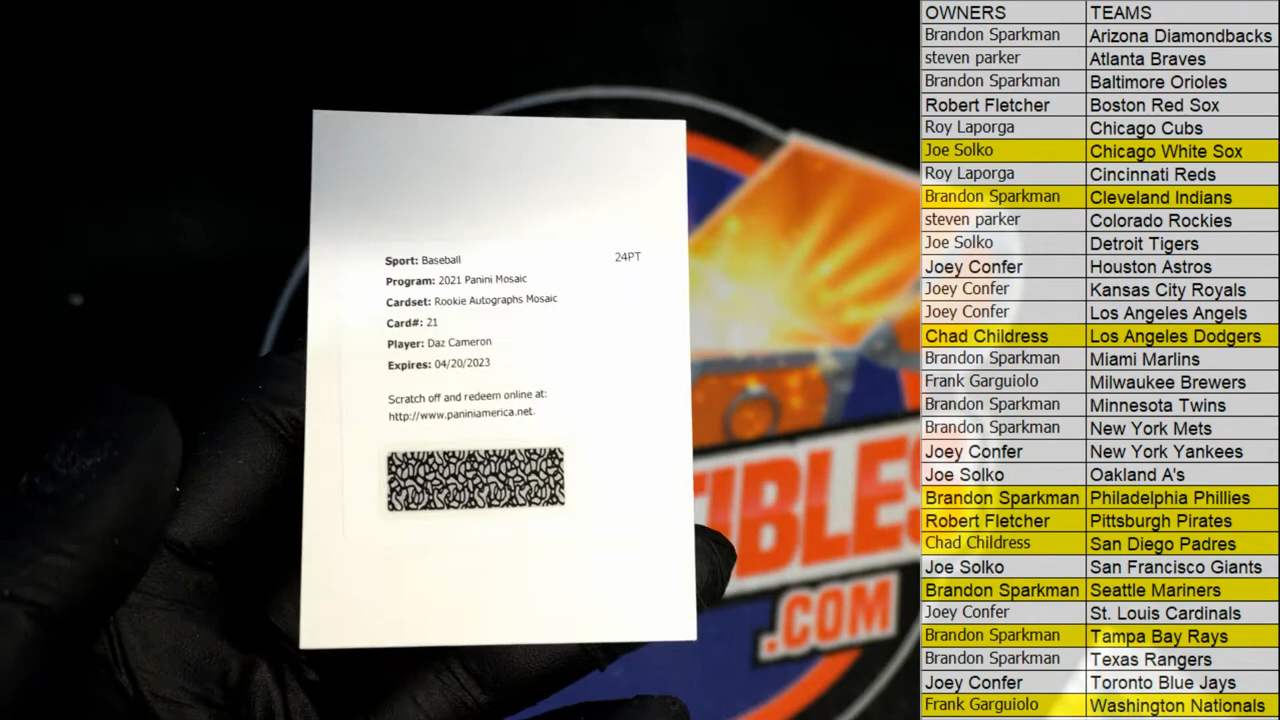 Sport: Baseball 24PT
Program: 2021 Panini Mosaic
Cardset: Rookie Autographs Mosaic
Card#: 21
Player: Daz Cameron
Expires: 04/20/2023
Scratch off and redeem online at:
http://www.paniniamerica.net.
TIBLES
.COM
OWNERS TEAMS
Brandon Sparkman Arizona Diamondbacks
steven parker Atlanta Braves
Brandon Sparkman Baltimore Orioles
Robert Fletcher Boston Red Sox
Roy Laporga Chicago Cubs
Joe Solko Chicago White Sox
Roy Laporga Cincinnati Reds
Brandon Sparkman Cleveland Indians
steven parker Colorado Rockies
Joe Solko Detroit Tigers
Joey Confer Houston Astros
Joey Confer Kansas City Royals
Joey Confer Los Angeles Angels
Chad Childress Los Angeles Dodgers
Brandon Sparkman Miami Marlins
Frank Garguiolo Milwaukee Brewers
Brandon Sparkman Minnesota Twins
Brandon Sparkman New York Mets
Joey Confer New York Yankees
Joe Solko Oakland A's
Brandon Sparkman Philadelphia Phillies
Robert Fletcher Pittsburgh Pirates
Chad Childress San Diego Padres
Joe Solko San Francisco Giants
Brandon Sparkman Seattle Mariners
Joey Confer St. Louis Cardinals
Brandon Sparkman Tampa Bay Rays
Brandon Sparkman Texas Rangers
Joey Confer Toronto Blue Jays
Frank Garguiolo Washington Nationals